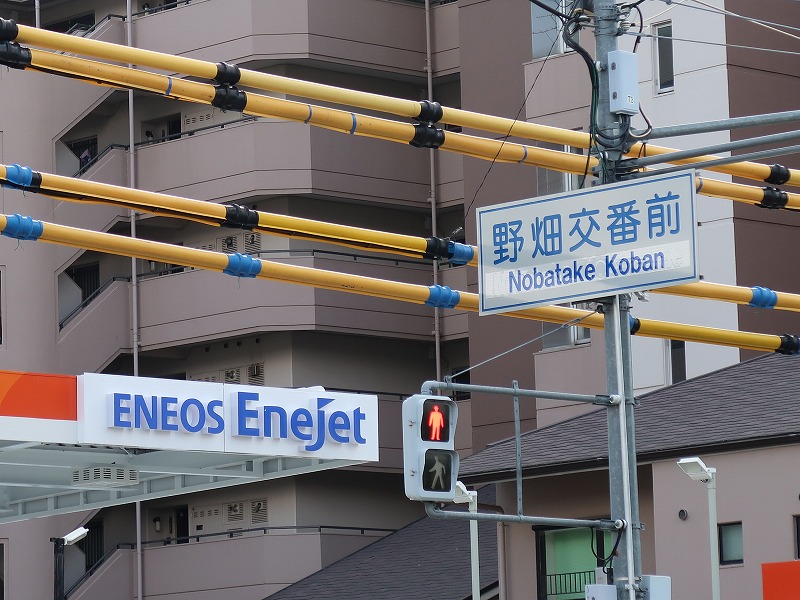 野畑交番前
Nobatake Koban
ENEOS Enejet